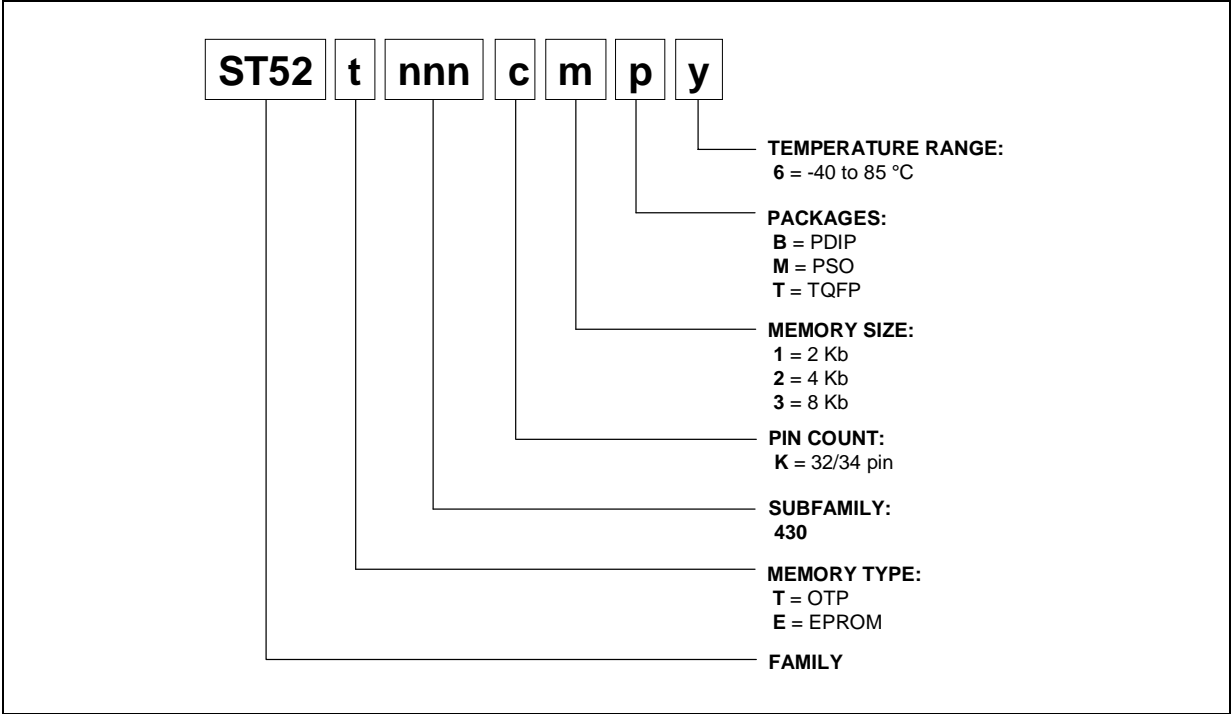 ST52 t nnn c m p y
TEMPERATURE RANGE:
6 = -40 to 85 °C
PACKAGES:
B = PDIP
M = PSO
T = TQFP
MEMORY SIZE:
1 = 2 Kb
2 = 4 Kb
3 = 8 Kb
PIN COUNT:
K = 32/34 pin
SUBFAMILY:
430
MEMORY TYPE:
T = OTP
E = EPROM
FAMILY